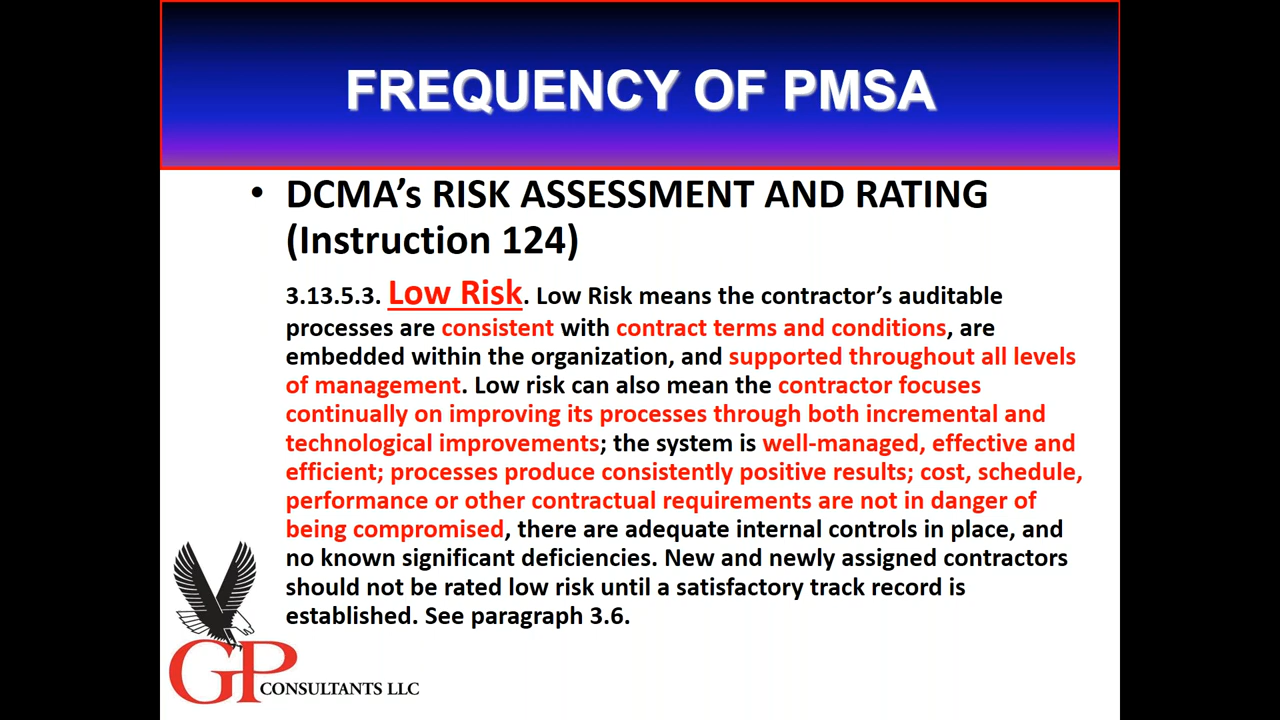 FREQUENCY OF PMSA
• DCMA's RISK ASSESSMENT AND RATING
(Instruction 124)
3.13.5.3. Low Risk. Low Risk means the contractor's auditable
processes are consistent with contract terms and conditions, are
embedded within the organization, and supported throughout all levels
of management. Low risk can also mean the contractor focuses
continually on improving its processes through both incremental and
technological improvements; the system is well-managed, effective and
efficient; processes produce consistently positive results; cost, schedule,
performance or other contractual requirements are not in danger of
being compromised, there are adequate internal controls in place, and
no known significant deficiencies. New and newly assigned contractors
should not be rated low risk until a satisfactory track record is
established. See paragraph 3.6.
GP CONSULTANTS LLC